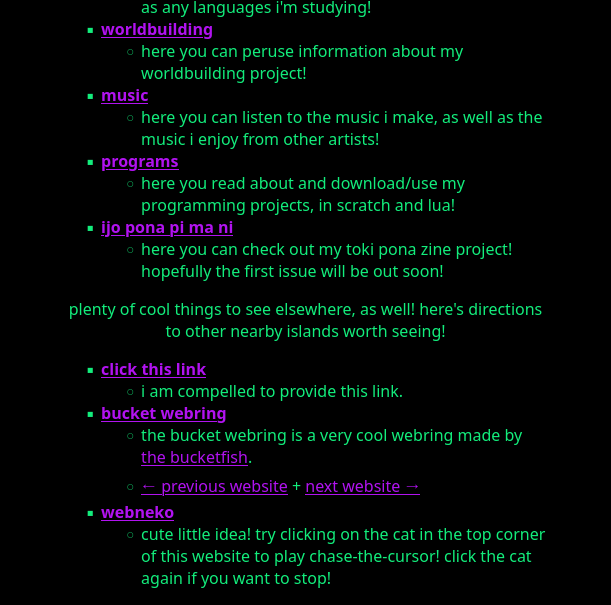 as any languages i'm studying!
worldbuilding
here you can peruse information about my
worldbuilding project!
music
here you can listen to the music i make, as well as the
music i enjoy from other artists!
programs
here you read about and download/use my
programming projects, in scratch and lua!
ijo pona pi ma ni
here you can check out my toki pona zine project!
hopefully the first issue will be out soon!
plenty of cool things to see elsewhere, as well! here's directions
to other nearby islands worth seeing!
click this link
i am compelled to provide this link.
bucket webring
the bucket webring is a very cool webring made by
the bucketfish.
← previous website + next website →
webneko
cute little idea! try clicking on the cat in the top corner
of this website to play chase-the-cursor! click the cat
again if you want to stop!